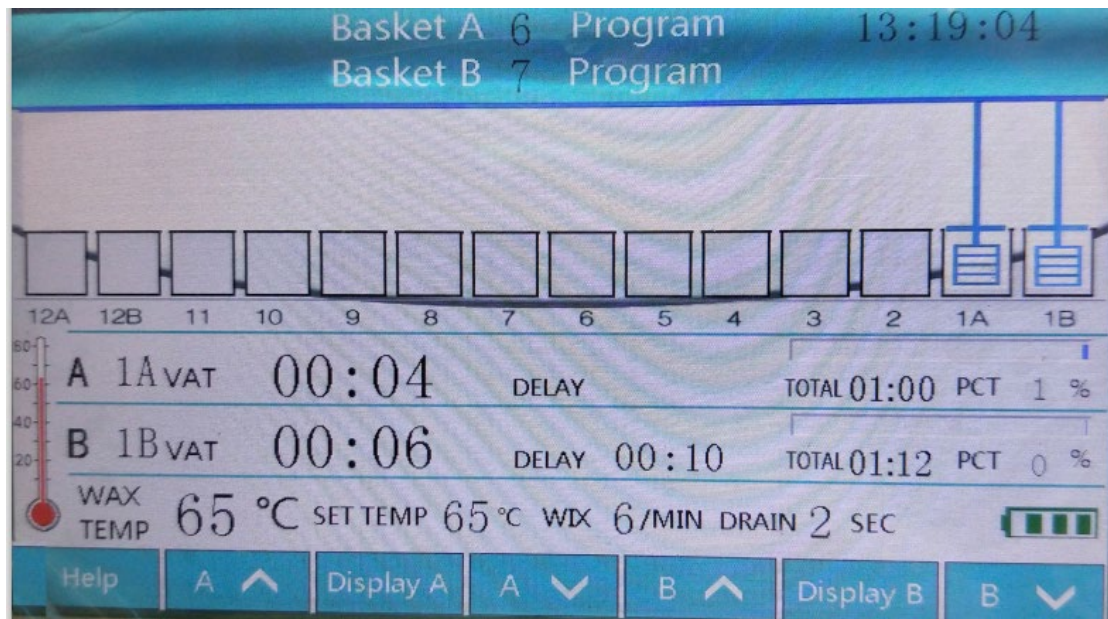 Basket A 6 Program 13:19:04
Basket B 7 Program
12A 12B 11 10 9 8 7 6 5 4 3 2 1A 1B
80
60 A 1A VAT 00:04 DELAY TOTAL 01:00 PCT 1 %
40
20 B 1B VAT 00:06 DELAY 00:10 TOTAL 01:12 PCT 0 %
WAX TEMP 65 °C SET TEMP 65 °C WIX 6/MIN DRAIN 2 SEC
Help A Display A A B Display B B